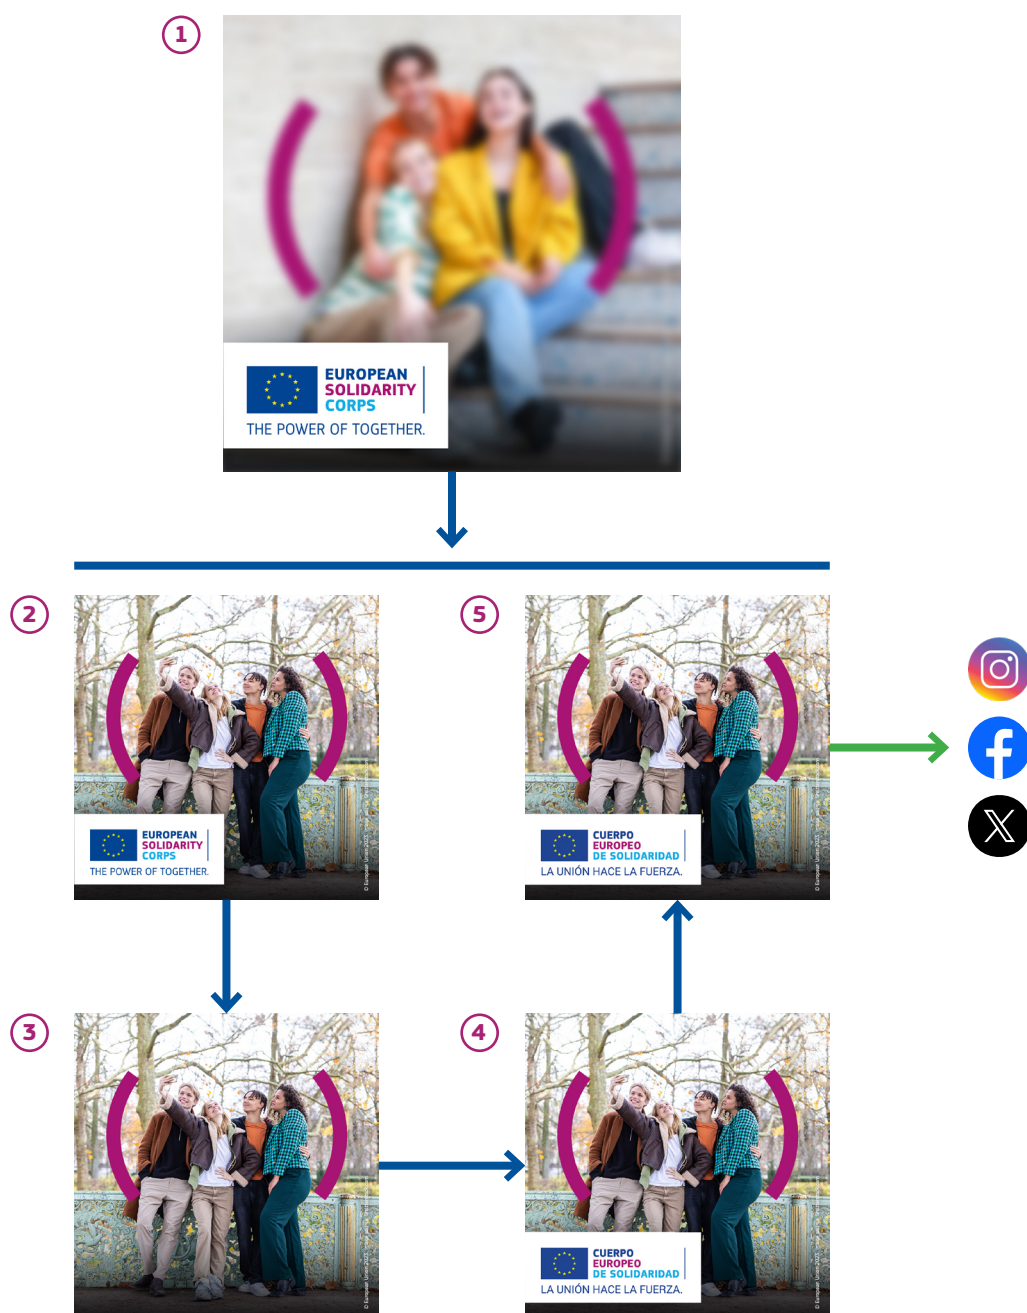 1
EUROPEAN
SOLIDARITY
CORPS
THE POWER OF TOGETHER.
2
EUROPEAN
SOLIDARITY
CORPS
THE POWER OF TOGETHER.
5
CUERPO
EUROPEO
DE SOLIDARIDAD
LA UNIÓN HACE LA FUERZA.
3
4
CUERPO
EUROPEO
DE SOLIDARIDAD
LA UNIÓN HACE LA FUERZA.